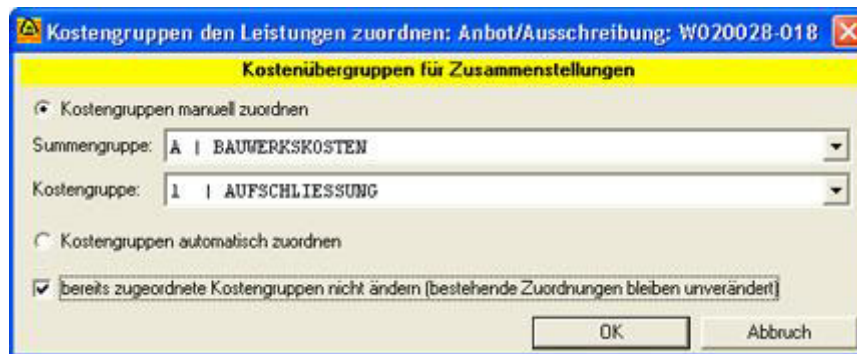 Kostengruppen den Leistungen zuordnen: Anbot/Ausschreibung: W020028-018
Kostenübergruppen für Zusammenstellungen
Kostengruppen manuell zuordnen
Summengruppe: A | BAUWERKSKOSTEN
Kostengruppe: 1 | AUFSCHLIESSUNG
Kostengruppen automatisch zuordnen
bereits zugeordnete Kostengruppen nicht ändern (bestehende Zuordnungen bleiben unverändert)
OK Abbruch